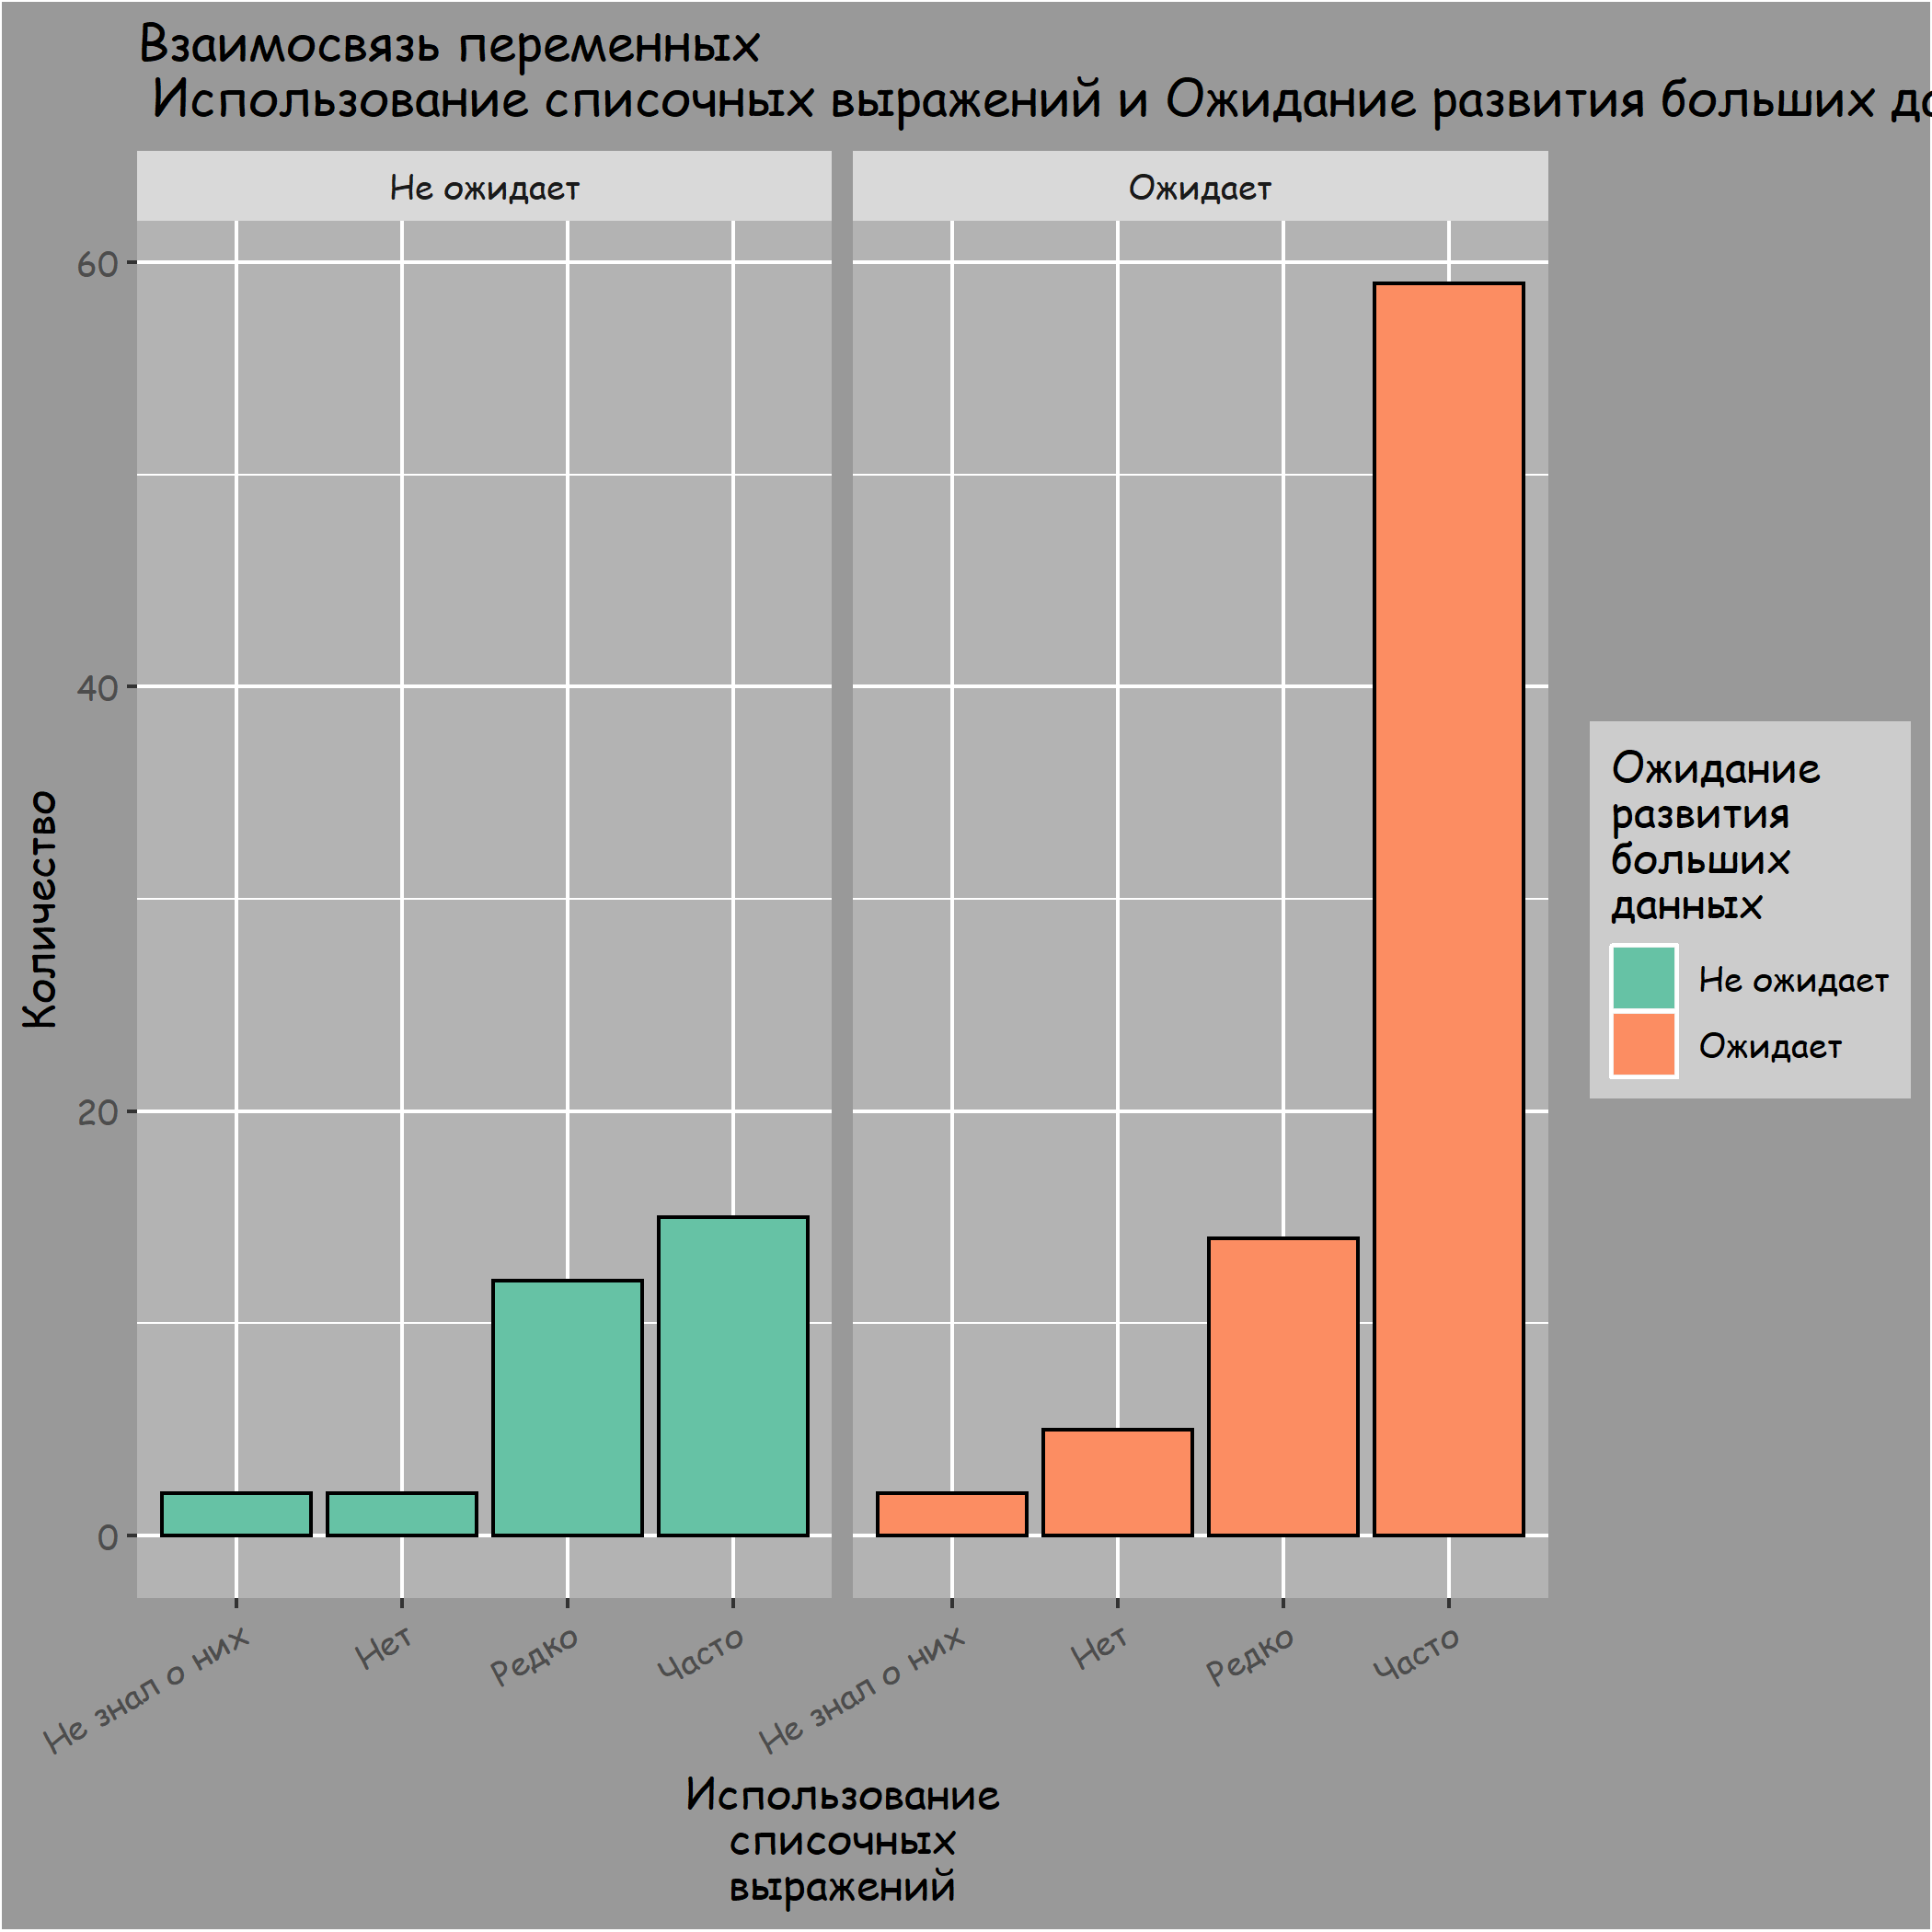 Взаимосвязь переменных
Использование списочных выражений и Ожидание развития больших
Не ожидает
Ожидает
60
40
20
0
Количество
Не знал о них
Нет
Редко
Часто
Не знал о них
Нет
Редко
Часто
Использование
списочных
выражений
Ожидание
развития
больших
данных
Не ожидает
Ожидает